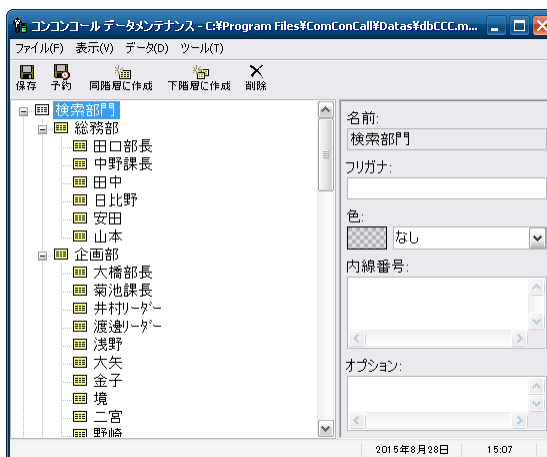 コンコンコール データメンテナンス - C:¥Program Files¥ComConCall¥Datas¥dbCCC.m...
ファイル(F) 表示(V) データ(D) ツール(T)
保存 予約 同階層に作成 下階層に作成 削除
検索部門
総務部
田口部長
中野課長
田中
日比野
安田
山本
企画部
大橋部長
菊池課長
井村リーダー
渡邊リーダー
浅野
大矢
金子
境
二宮
野崎
名前:
検索部門
フリガナ:
色:
なし
内線番号:
オプション:
2015年8月28日 15:07